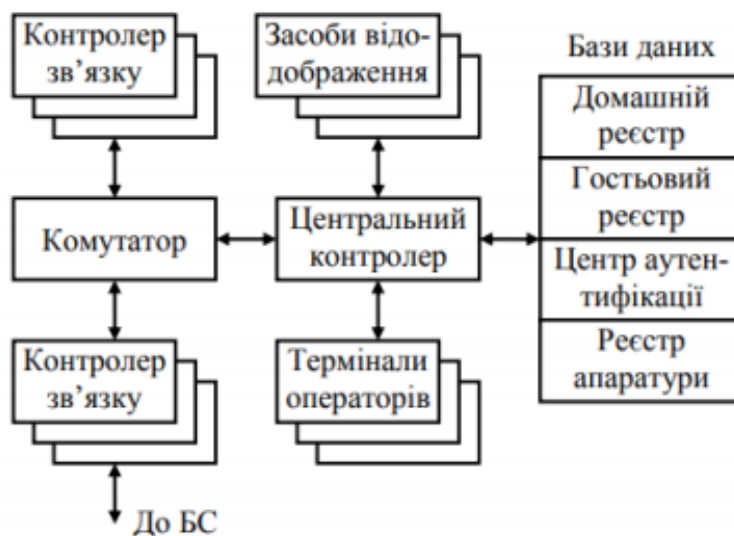 Контролер
зв’язку
Засоби відо-
дображення
Бази даних
Домашній
реєстр
Гостьовий
реєстр
Центр аутен-
тифікації
Реєстр
апаратури
Комутатор
Центральний
контролер
Контролер
зв’язку
Термінали
операторів
До БС